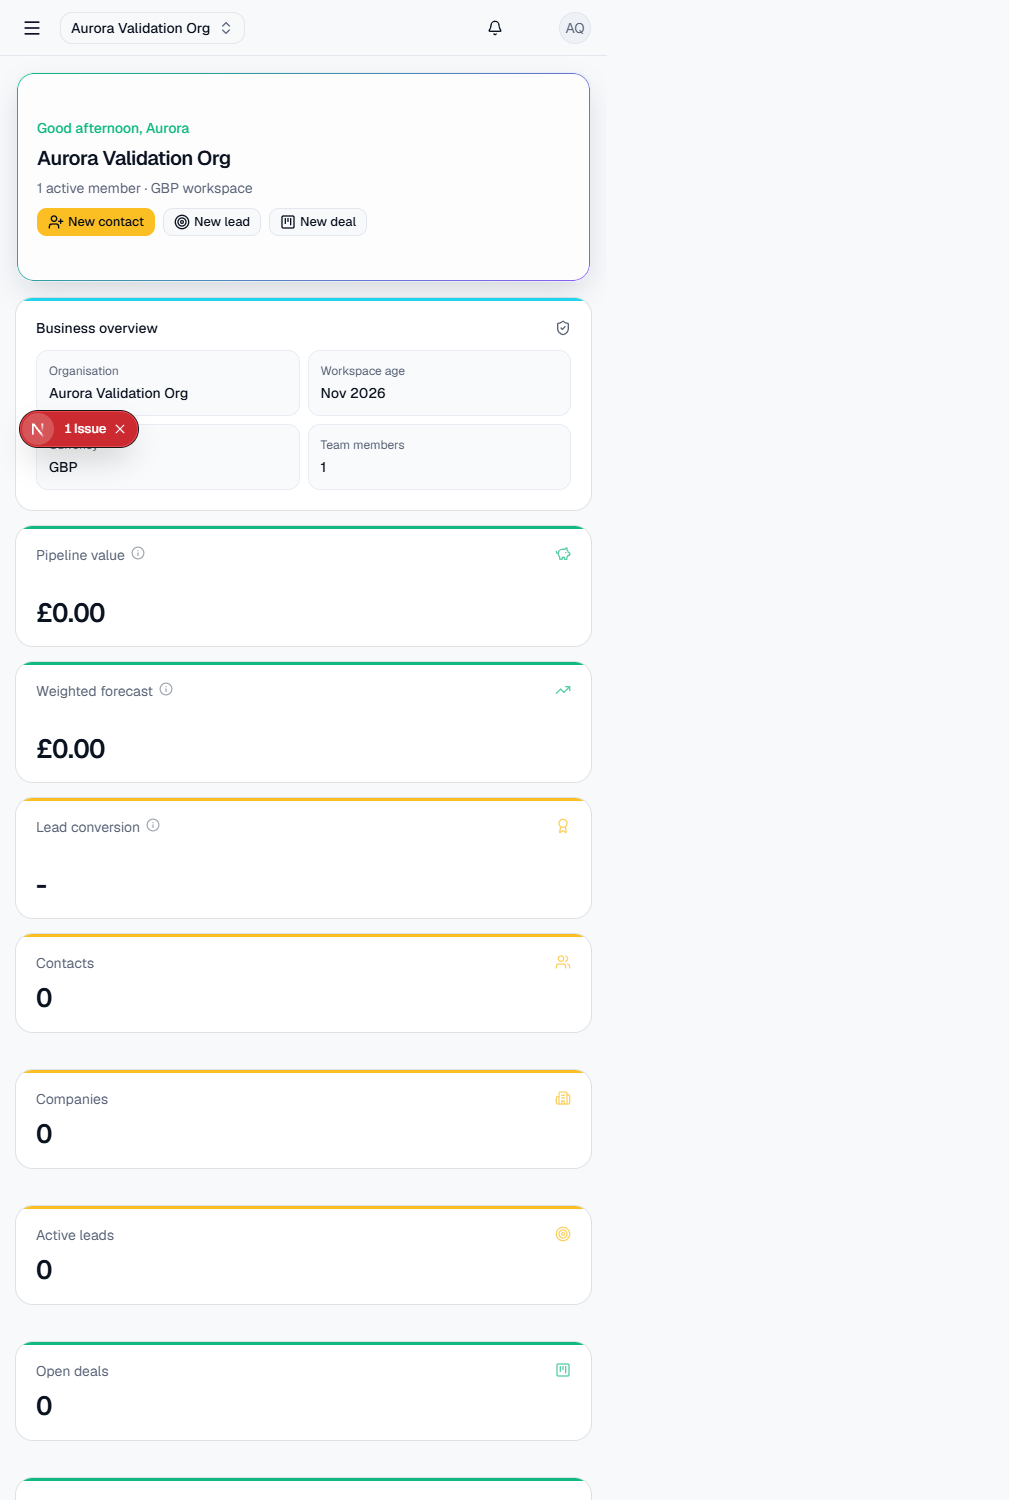 Aurora Validation Org
AQ
Good afternoon, Aurora
Aurora Validation Org
1 active member · GBP workspace
New contact
New lead
New deal
Business overview
Organisation
Aurora Validation Org
Workspace age
Nov 2026
N
1 Issue
GBP
Team members
1
Pipeline value
£0.00
Weighted forecast
£0.00
Lead conversion
-
Contacts
0
Companies
0
Active leads
0
Open deals
0